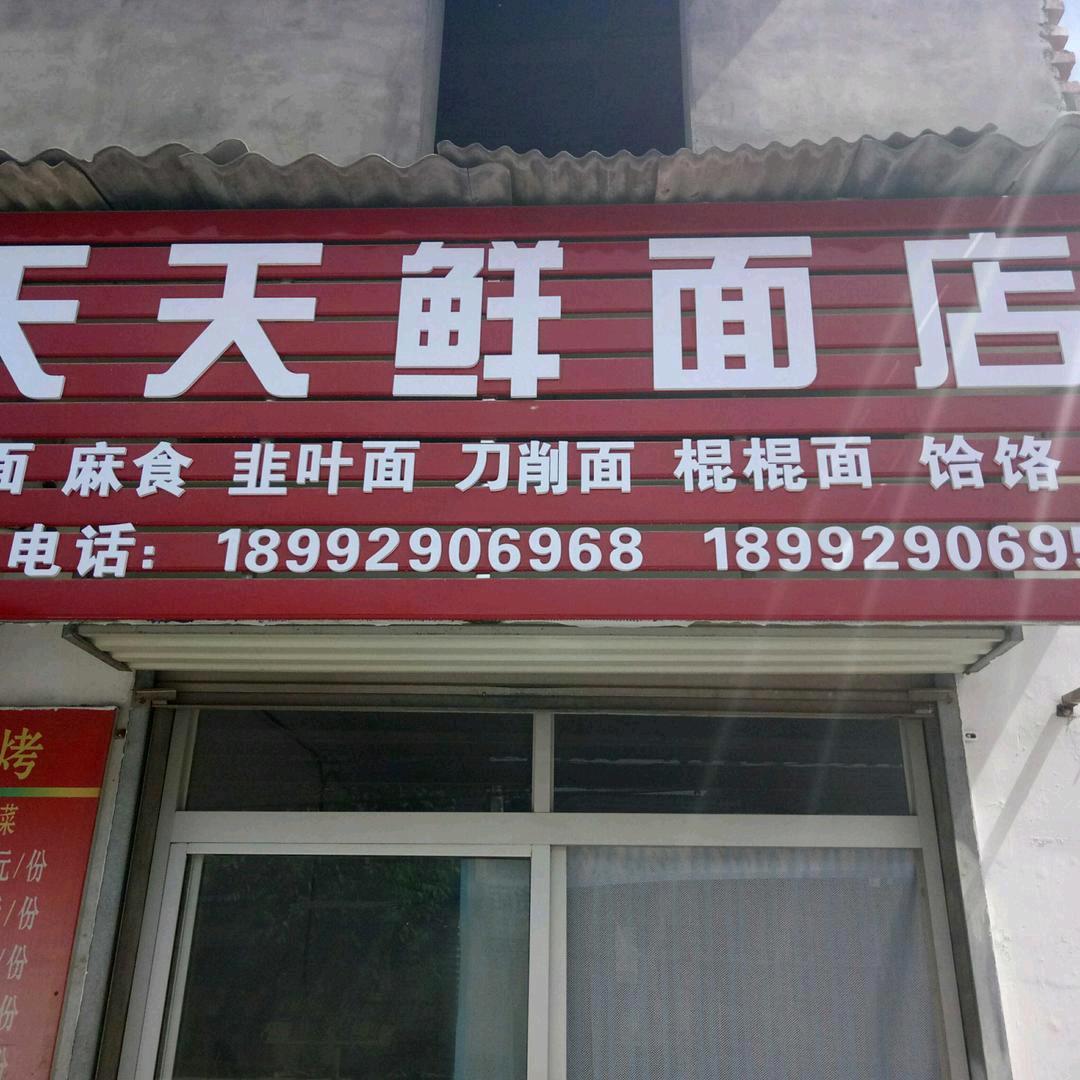 天天鲜面店
面 麻食 韭叶面 刀削面 棍棍面 饸饹
电话: 18992906968 1899290695
烤
菜
元/份
/份
/份
份